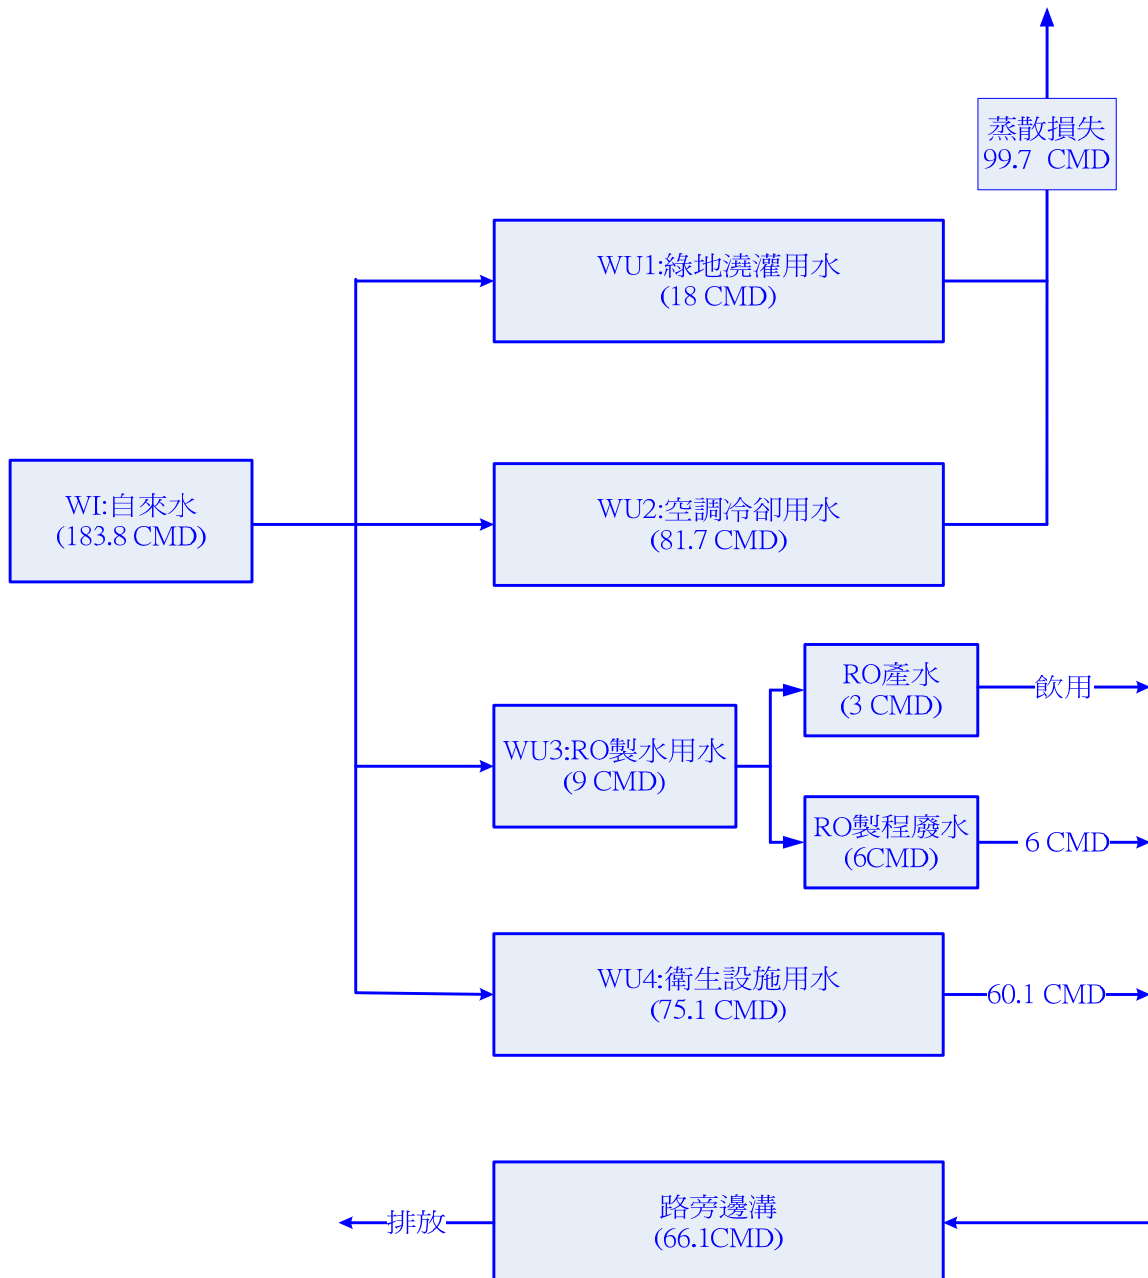 蒸散損失
99.7 CMD
WU1:綠地澆灌用水
(18 CMD)
WI:自來水
(183.8 CMD)
WU2:空調冷卻用水
(81.7 CMD)
RO產水
(3 CMD)
飲用
WU3:RO製水用水
(9 CMD)
RO製程廢水
(6CMD)
6 CMD
WU4:衛生設施用水
(75.1 CMD)
60.1 CMD
排放
路旁邊溝
(66.1CMD)